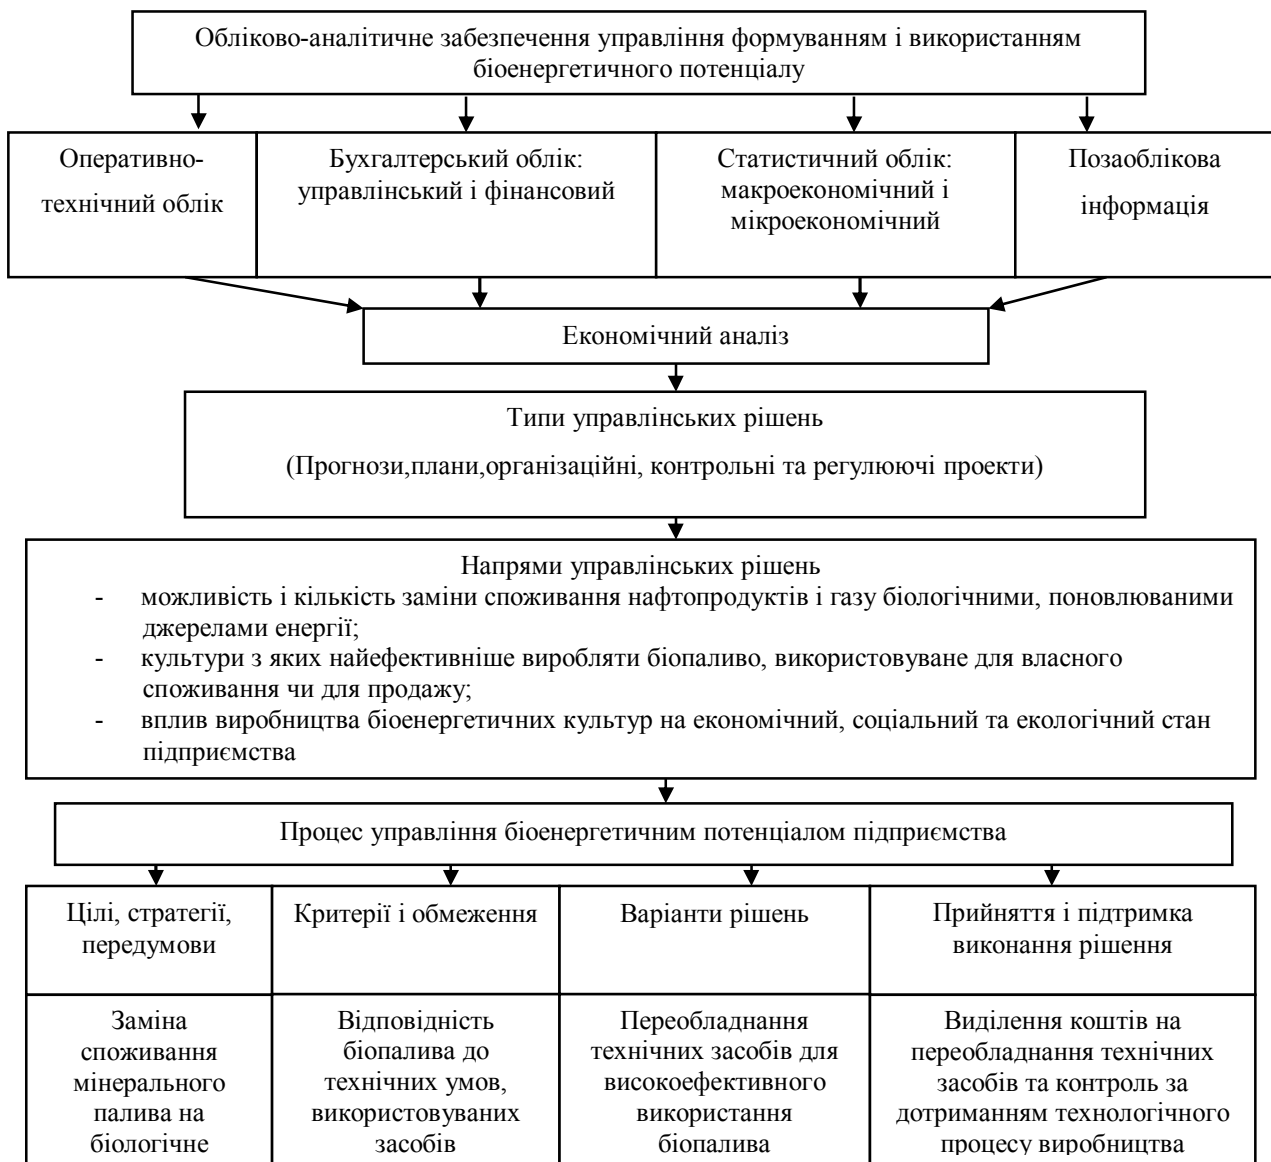 Обліково-аналітичне забезпечення управління формуванням і використанням
біоенергетичного потенціалу
Оперативно-
технічний облік
Бухгалтерський облік:
управлінський і фінансовий
Статистичний облік:
макроекономічний і
мікроекономічний
Позаоблікова
інформація
Економічний аналіз
Типи управлінських рішень
(Прогнози,плани,організаційні, контрольні та регулюючі проекти)
Напрями управлінських рішень
- можливість і кількість заміни споживання нафтопродуктів і газу біологічними, поновлюваними
джерелами енергії;
- культури з яких найефективніше виробляти біопаливо, використовуване для власного
споживання чи для продажу;
- вплив виробництва біоенергетичних культур на економічний, соціальний та екологічний стан
підприємства
Процес управління біоенергетичним потенціалом підприємства
Цілі, стратегії,
передумови
Критерії і обмеження
Варіанти рішень
Прийняття і підтримка
виконання рішення
Заміна
споживання
мінерального
палива на
біологічне
Відповідність
біопалива до
технічних умов,
використовуваних
засобів
Переобладнання
технічних засобів для
високоефективного
використання
біопалива
Виділення коштів на
переобладнання технічних
засобів та контроль за
дотриманням технологічного
процесу виробництва